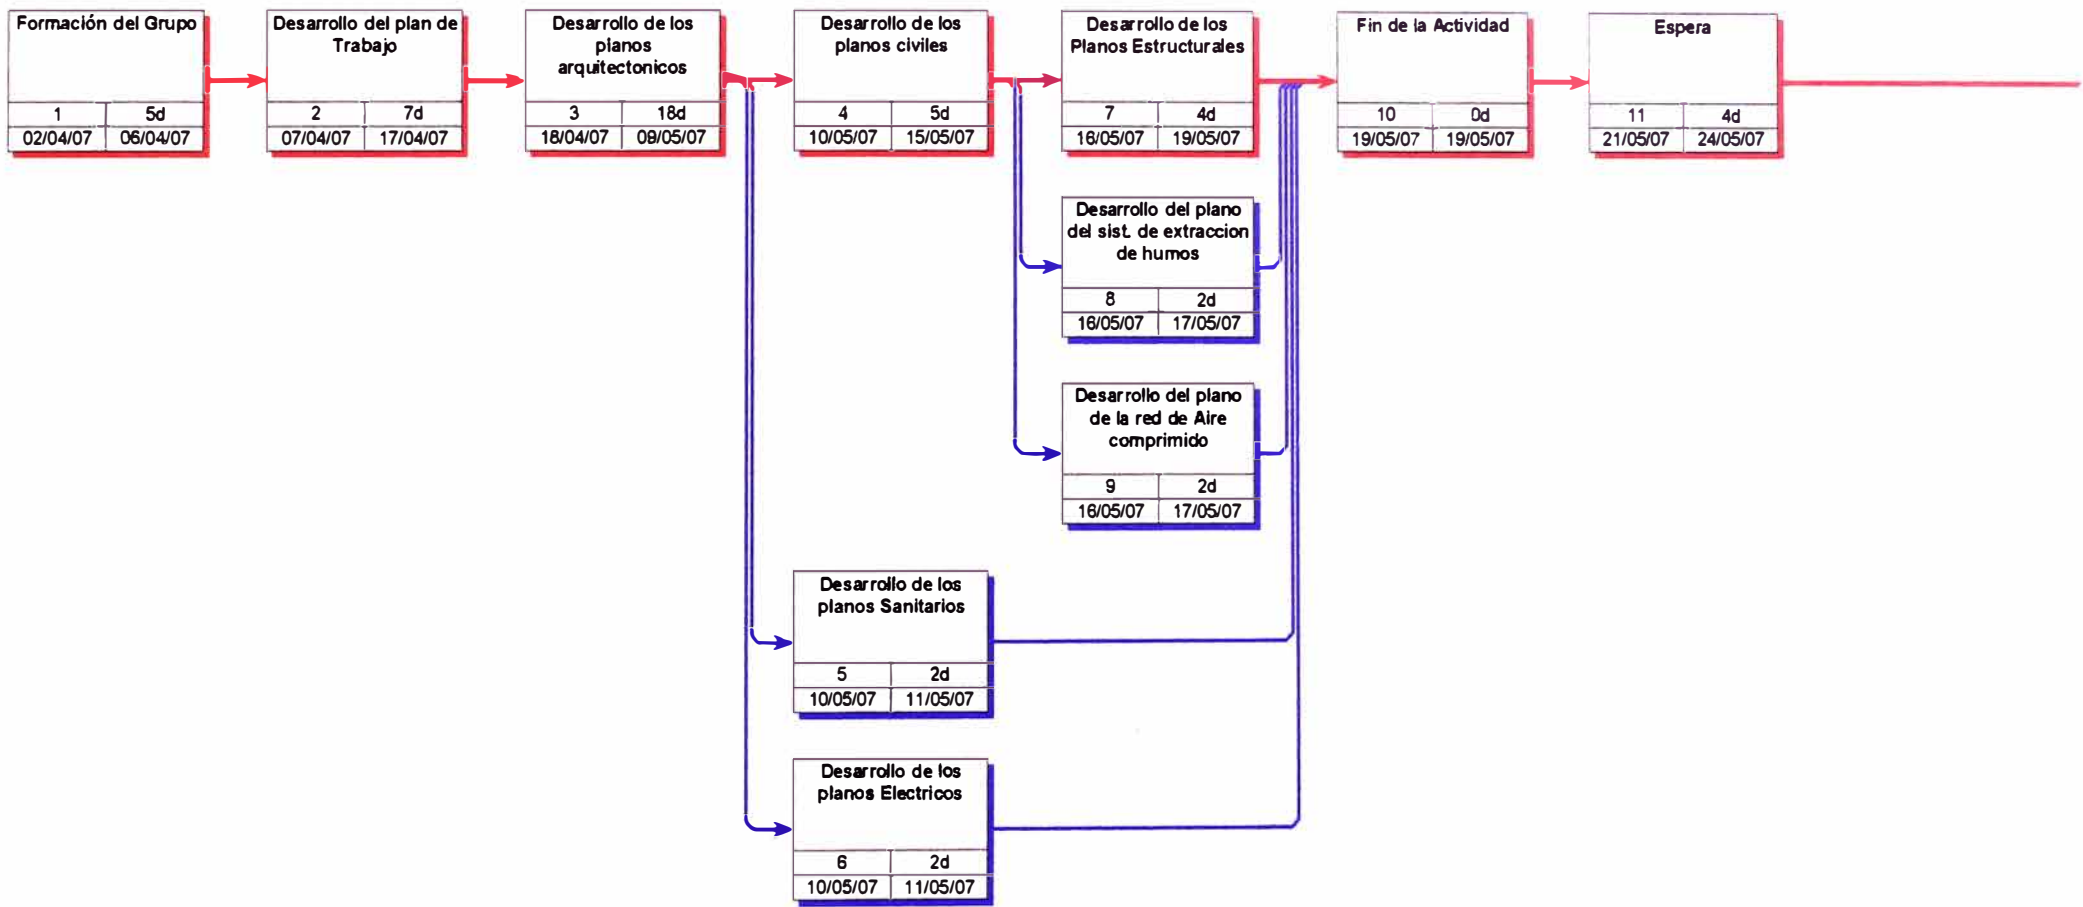 Formación del Grupo
1 5d
02/04/07 06/04/07
Desarrollo del plan de
Trabajo
2 7d
07/04/07 17/04/07
Desarrollo de los
planos
arquitectonicos
3 18d
18/04/07 09/05/07
Desarrollo de los
planos civiles
4 5d
10/05/07 15/05/07
Desarrollo de los
Planos Estructurales
7 4d
16/05/07 19/05/07
Fin de la Actividad
10 0d
19/05/07 19/05/07
Espera
11 4d
21/05/07 24/05/07
Desarrollo del plano
del sist. de extraccion
de humos
8 2d
16/05/07 17/05/07
Desarrollo del plano
de la red de Aire
comprimido
9 2d
16/05/07 17/05/07
Desarrollo de los
planos Sanitarios
5 2d
10/05/07 11/05/07
Desarrollo de los
planos Electricos
6 2d
10/05/07 11/05/07